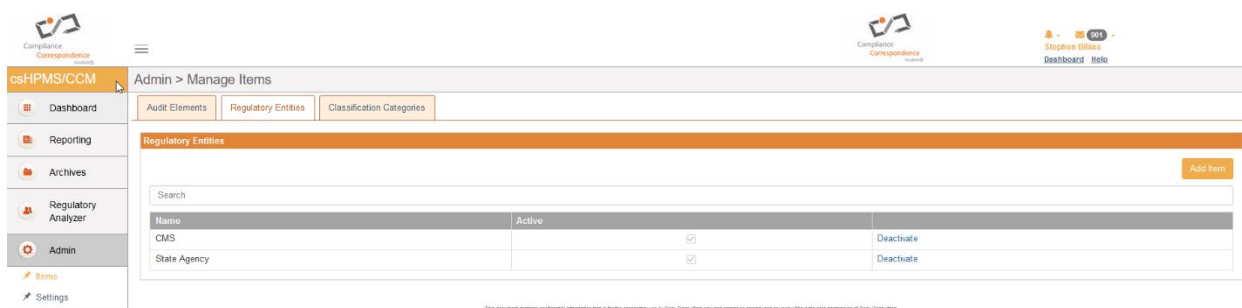 Compliance
Correspondence
Compliance
Correspondence
901
Stephen Billias
Dashboard Help
csHPMS/CCM
Admin > Manage Items
Dashboard
Audit Elements Regulatory Entities Classification Categories
Reporting
Regulatory Entities
Archives
Add Item
Search
Regulatory
Analyzer
Name Active
CMS Deactivate
Admin
State Agency Deactivate
Items
Settings